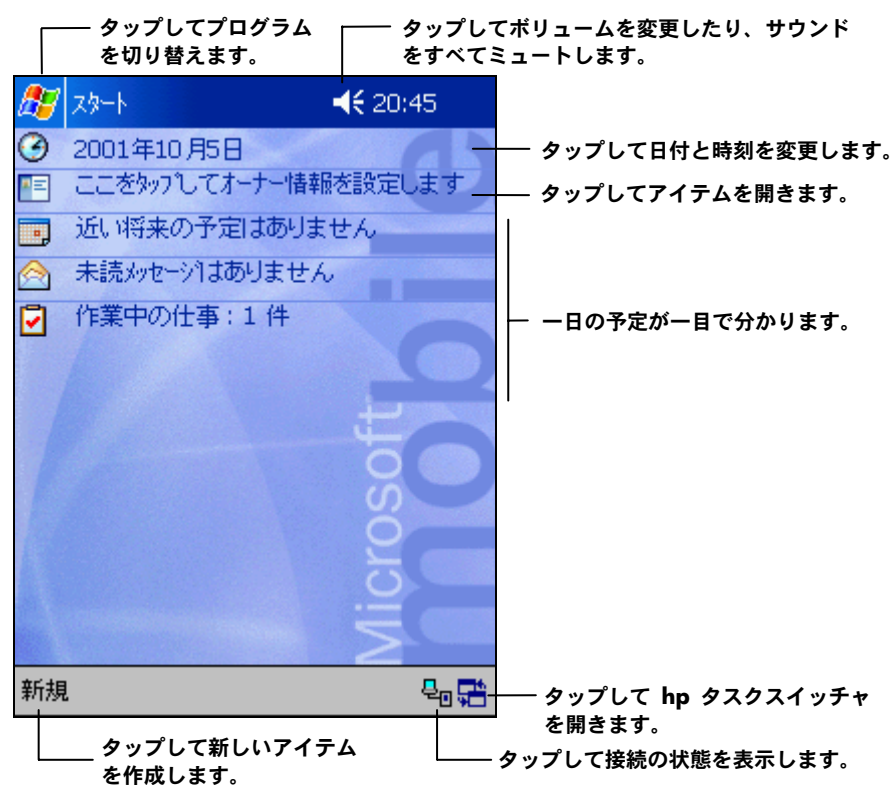 タップしてプログラム
を切り替えます。
タップしてボリュームを変更したり、サウンド
をすべてミュートします。
スタート
20:45
2001年10月5日
タップして日付と時刻を変更します。
ここをタップしてオーナー情報を設定します
タップしてアイテムを開きます。
近い将来の予定はありません
未読メッセージはありません
作業中の仕事：1 件
一日の予定が一目で分かります。
Microsoft
mobile
新規
タップして hp タスクスイッチャ
を開きます。
タップして新しいアイテム
を作成します。
タップして接続の状態を表示します。